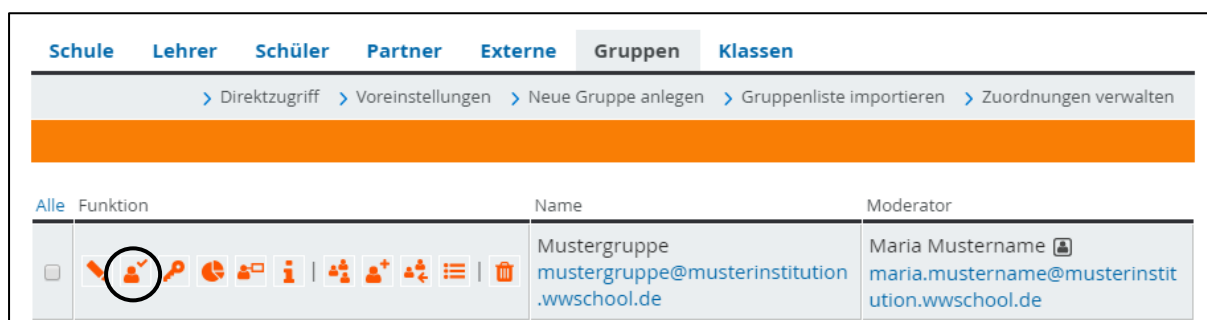 Schule Lehrer Schüler Partner Externe Gruppen Klassen
> Direktzugriff > Voreinstellungen > Neue Gruppe anlegen > Gruppenliste importieren > Zuordnungen verwalten
Alle Funktion Name Moderator
Mustergruppe
mustergruppe@musterinstitution
.wwschool.de
Maria Mustername
maria.mustername@musterinstit
ution.wwschool.de